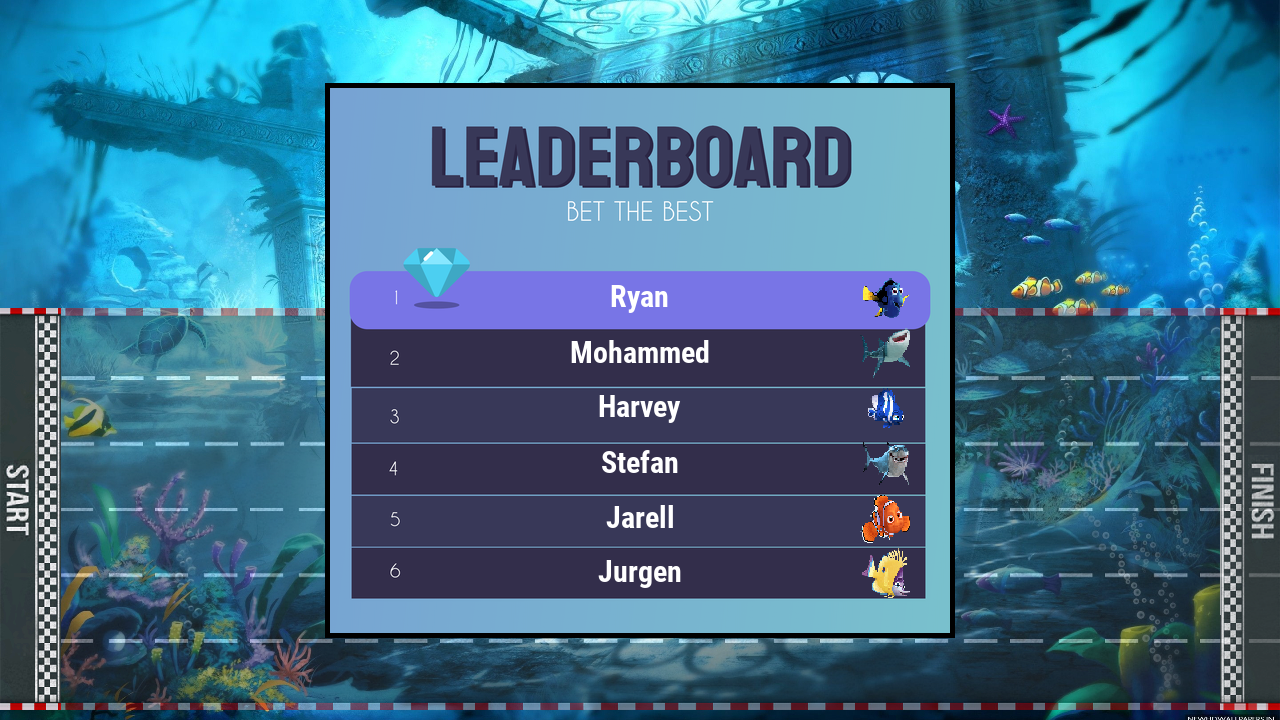 LEADERBOARD
BET THE BEST
1 Ryan
2 Mohammed
3 Harvey
4 Stefan
5 Jarell
6 Jurgen
START
FINISH